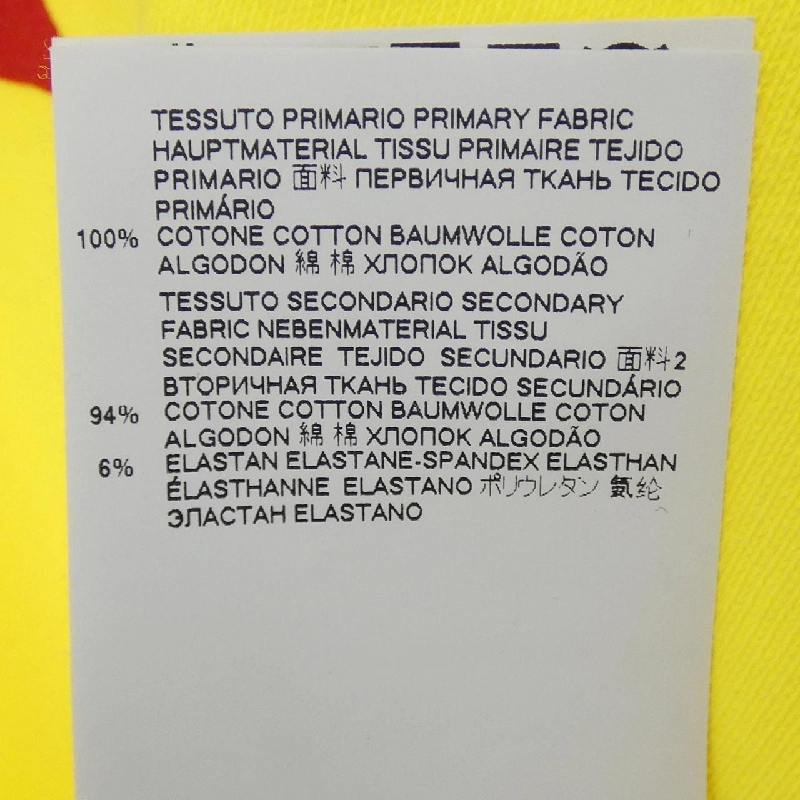 TESSUTO PRIMARIO PRIMARY FABRIC
HAUPTMATERIAL TISSU PRIMAIRE TEJIDO
PRIMARIO 面料 ПЕРВИЧНАЯ ТКАНЬ TECIDO
PRIMÁRIO
100% COTONE COTTON BAUMWOLLE COTON
ALGODON 綿 棉 ХЛОПОК ALGODÃO
TESSUTO SECONDARIO SECONDARY
FABRIC NEBENMATERIAL TISSU
SECONDAIRE TEJIDO SECUNDARIO 面料2
ВТОРИЧНАЯ ТКАНЬ TECIDO SECUNDÁRIO
94% COTONE COTTON BAUMWOLLE COTON
ALGODON 綿 棉 ХЛОПОК ALGODÃO
6% ELASTAN ELASTANE-SPANDEX ELASTHAN
ÉLASTHANNE ELASTANO ポリウレタン 氨纶
ЭЛАСТАН ELASTANO